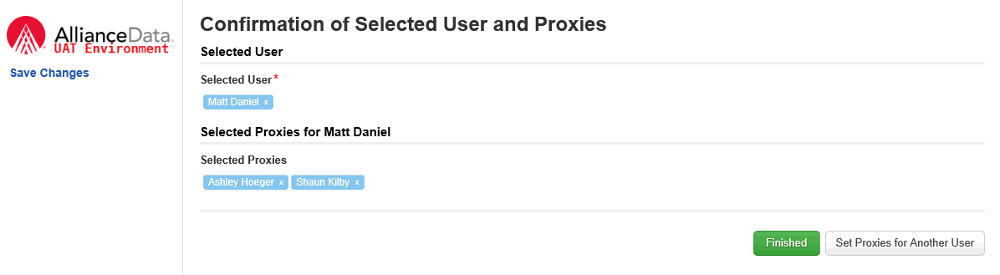 Confirmation of Selected User and Proxies
AllianceData.
UAT Environment
Save Changes
Selected User
Selected User *
Matt Daniel ×
Selected Proxies for Matt Daniel
Selected Proxies
Ashley Hoeger × Shaun Kilby ×
Finished Set Proxies for Another User